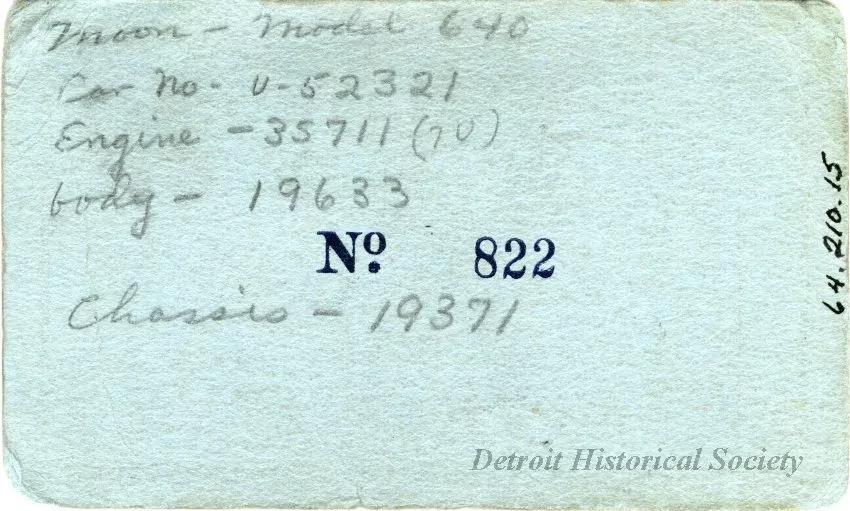 Moon - Model 640
Car No - U-52321
Engine - 35711 (7U)
body - 19633
Nº 822
Chassis - 19371
64.210.15
Detroit Historical Society